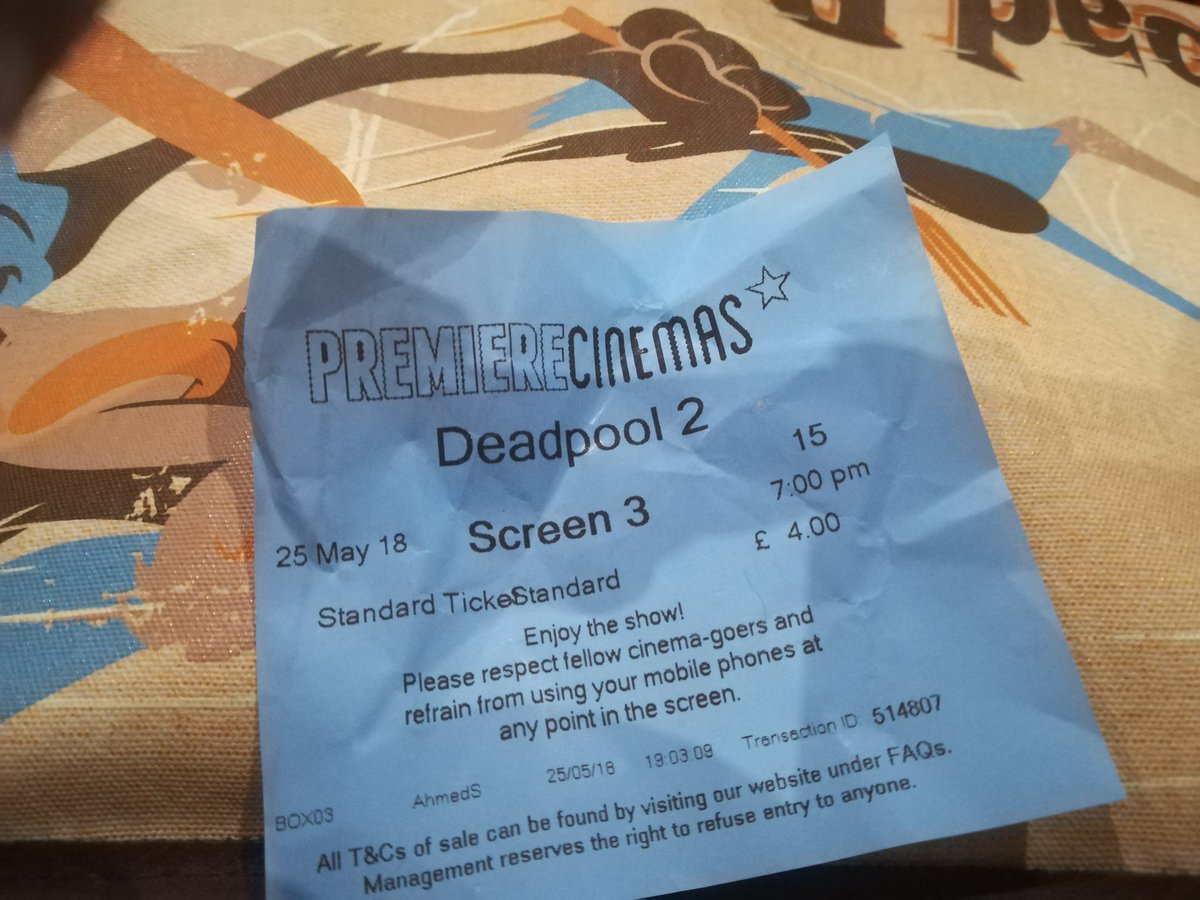 PREMIERECINEMAS
Deadpool 2
15
25 May 18 Screen 3 7:00 pm
£ 4.00
Standard TickeStandard
Enjoy the show!
Please respect fellow cinema-goers and
refrain from using your mobile phones at
any point in the screen.
BOX03 AhmedS 25/05/18 19:03:09 Transaction ID: 514807
All T&Cs of sale can be found by visiting our website under FAQs.
Management reserves the right to refuse entry to anyone.